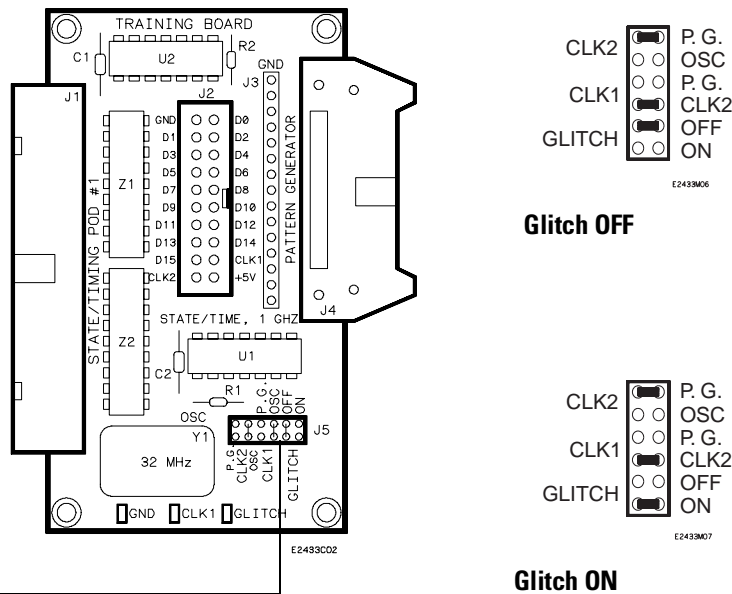 TRAINING BOARD
C1
U2
R2
J3
GND
J1
J2
GND D0
D1 D2
D3 D4
D5 D6
D7 D8
D9 D10
D11 D12
D13 D14
D15 CLK1
CLK2 +5V
Z1
Z2
STATE/TIMING POD #1
PATTERN GENERATOR
J4
STATE/TIME, 1 GHZ
U1
C2
R1
OSC
Y1
32 MHz
P.G.
OSC
OFF
ON
J5
P.G.
CLK2
OSC
CLK1
GLITCH
GND CLK1 GLITCH
E2433C02
CLK2 P. G.
OSC
P. G.
CLK1 CLK2
OFF
GLITCH ON
E2433M06
Glitch OFF
CLK2 P. G.
OSC
P. G.
CLK1 CLK2
OFF
GLITCH ON
E2433M07
Glitch ON